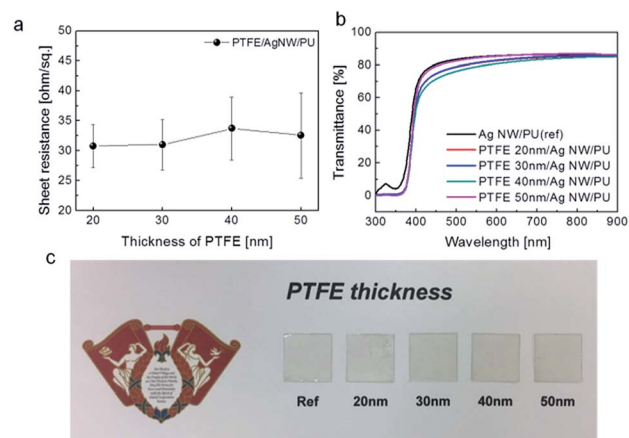 a
Sheet resistance [ohm/sq.]
50
45
40
35
30
25
20
PTFE/AgNW/PU
20 30 40 50
Thickness of PTFE [nm]
b
Transmittance [%]
100
80
60
40
20
0
Ag NW/PU(ref)
PTFE 20nm/Ag NW/PU
PTFE 30nm/Ag NW/PU
PTFE 40nm/Ag NW/PU
PTFE 50nm/Ag NW/PU
300 400 500 600 700 800 900
Wavelength [nm]
c
PTFE thickness
Ref 20nm 30nm 40nm 50nm